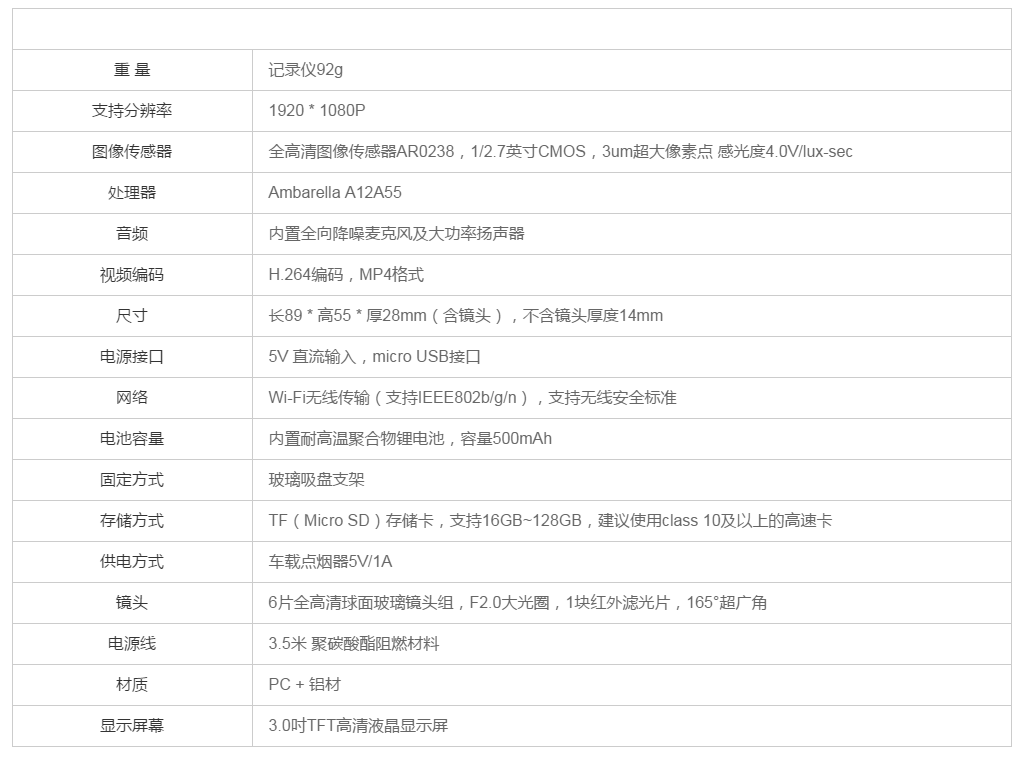 重 量 记录仪92g
支持分辨率 1920 * 1080P
图像传感器 全高清图像传感器AR0238，1/2.7英寸CMOS，3um超大像素点 感光度4.0V/lux-sec
处理器 Ambarella A12A55
音频 内置全向降噪麦克风及大功率扬声器
视频编码 H.264编码，MP4格式
尺寸 长89 * 高55 * 厚28mm（含镜头），不含镜头厚度14mm
电源接口 5V 直流输入，micro USB接口
网络 Wi-Fi无线传输（支持IEEE802b/g/n），支持无线安全标准
电池容量 内置耐高温聚合物锂电池，容量500mAh
固定方式 玻璃吸盘支架
存储方式 TF（Micro SD）存储卡，支持16GB~128GB，建议使用class 10及以上的高速卡
供电方式 车载点烟器5V/1A
镜头 6片全高清球面玻璃镜头组，F2.0大光圈，1块红外滤光片，165°超广角
电源线 3.5米 聚碳酸酯阻燃材料
材质 PC + 铝材
显示屏幕 3.0吋TFT高清液晶显示屏